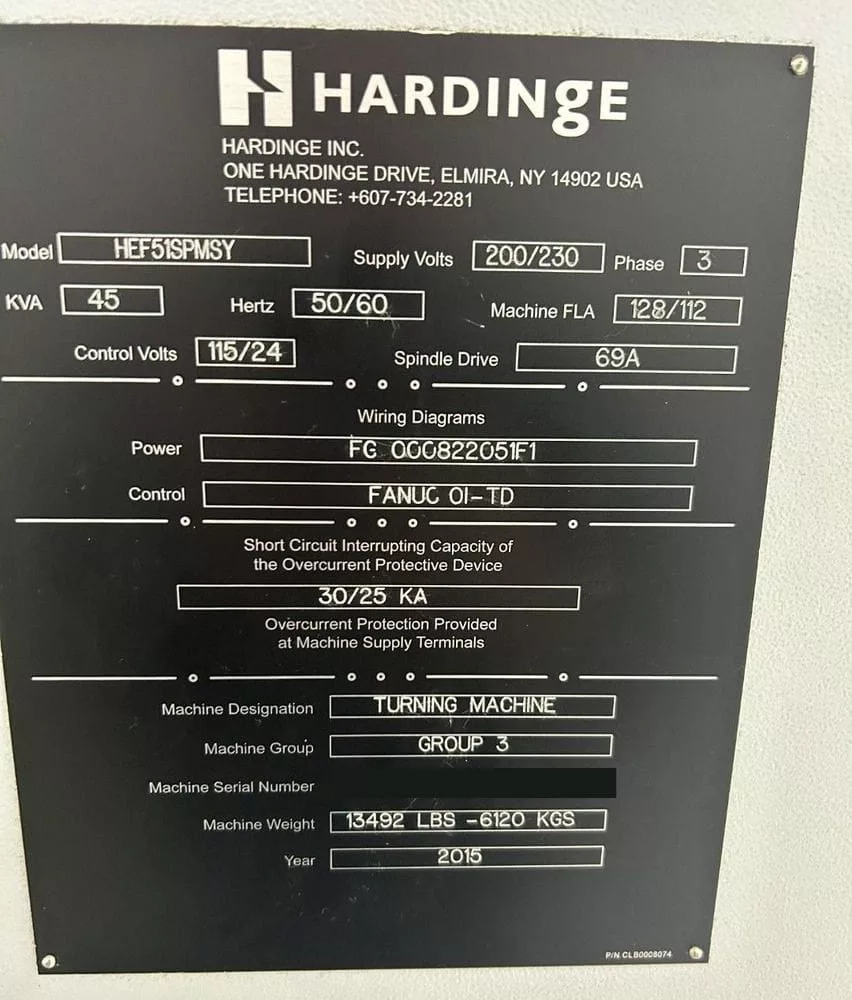 HARDINgE
HARDINGE INC.
ONE HARDINGE DRIVE, ELMIRA, NY 14902 USA
TELEPHONE: +607-734-2281
Model HEF51SPMSY Supply Volts 200/230 Phase 3
KVA 45 Hertz 50/60 Machine FLA 128/112
Control Volts 115/24 Spindle Drive 69A
Wiring Diagrams
Power FG 000822051F1
Control FANUC OI-TD
Short Circuit Interrupting Capacity of
the Overcurrent Protective Device
30/25 KA
Overcurrent Protection Provided
at Machine Supply Terminals
Machine Designation TURNING MACHINE
Machine Group GROUP 3
Machine Serial Number
Machine Weight 13492 LBS -6120 KGS
Year 2015
P/N CLB0008074